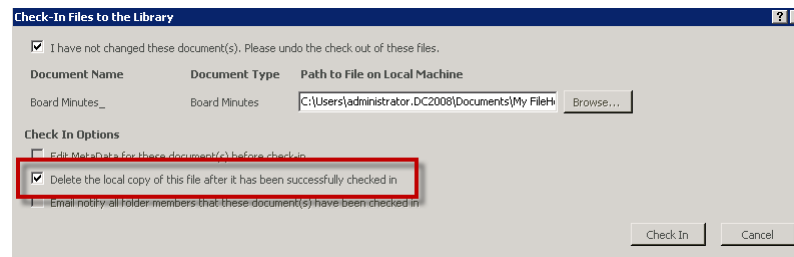 Check-In Files to the Library ?
I have not changed these document(s). Please undo the check out of these files.
Document Name Document Type Path to File on Local Machine
Board Minutes_ Board Minutes C:\Users\administrator.DC2008\Documents\My FileH Browse...
Check In Options
Edit MetaData for these document(s) before check-in
Delete the local copy of this file after it has been successfully checked in
Email notify all folder members that these document(s) have been checked in
Check In Cancel